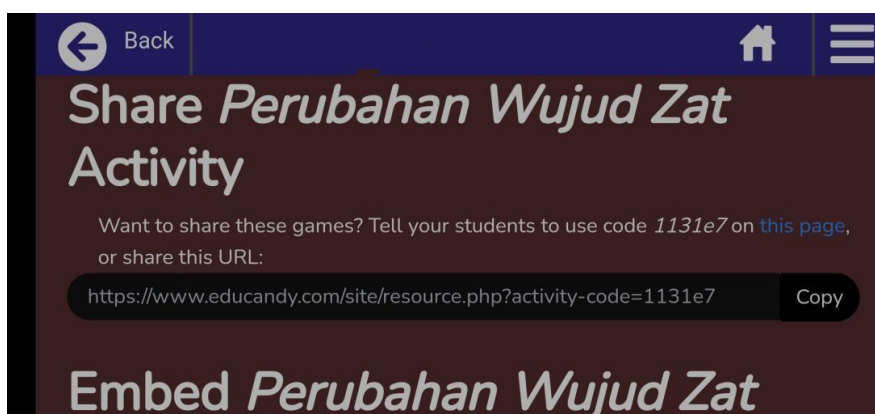 Back
Share Perubahan Wujud Zat
Activity
Want to share these games? Tell your students to use code 1131e7 on this page,
or share this URL:
https://www.educandy.com/site/resource.php?activity-code=1131e7 Copy
Embed Perubahan Wujud Zat